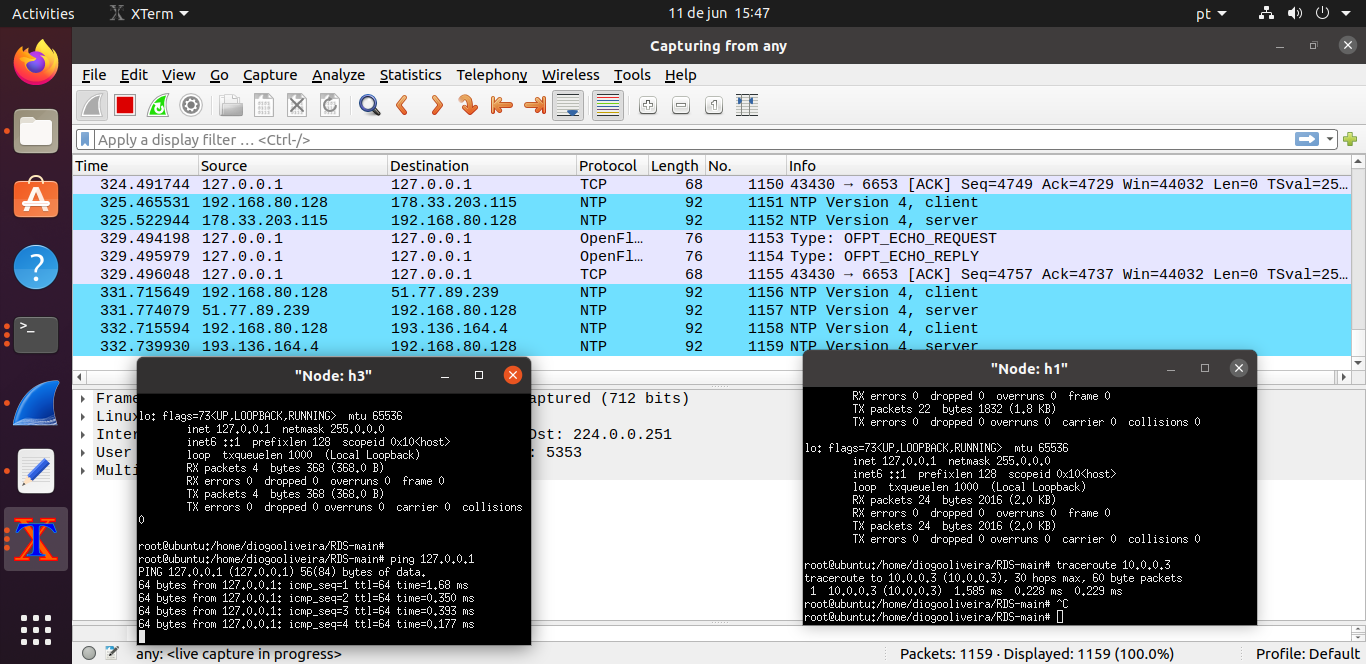 Activities XTerm 11 de jun 15:47 pt
Capturing from any
File Edit View Go Capture Analyze Statistics Telephony Wireless Tools Help
Apply a display filter … <Ctrl-/>
Time Source Destination Protocol Length No. Info
324.491744 127.0.0.1 127.0.0.1 TCP 68 1150 43430 → 6653 [ACK] Seq=4749 Ack=4729 Win=44032 Len=0 TSval=25…
325.465531 192.168.80.128 178.33.203.115 NTP 92 1151 NTP Version 4, client
325.522944 178.33.203.115 192.168.80.128 NTP 92 1152 NTP Version 4, server
329.494198 127.0.0.1 127.0.0.1 OpenFl… 76 1153 Type: OFPT_ECHO_REQUEST
329.495979 127.0.0.1 127.0.0.1 OpenFl… 76 1154 Type: OFPT_ECHO_REPLY
329.496048 127.0.0.1 127.0.0.1 TCP 68 1155 43430 → 6653 [ACK] Seq=4757 Ack=4737 Win=44032 Len=0 TSval=25…
331.715649 192.168.80.128 51.77.89.239 NTP 92 1156 NTP Version 4, client
331.774079 51.77.89.239 192.168.80.128 NTP 92 1157 NTP Version 4, server
332.715594 192.168.80.128 193.136.164.4 NTP 92 1158 NTP Version 4, client
332.739930 193.136.164.4 192.168.80.128 NTP 92 1159 NTP Version 4, server
Frame aptured (712 bits)
Linux
Inter Dst: 224.0.0.251
User : 5353
Multi
"Node: h3"
lo: flags=73<UP,LOOPBACK,RUNNING> mtu 65536
inet 127.0.0.1 netmask 255.0.0.0
inet6 ::1 prefixlen 128 scopeid 0x10<host>
loop txqueuelen 1000 (Local Loopback)
RX packets 4 bytes 368 (368.0 B)
RX errors 0 dropped 0 overruns 0 frame 0
TX packets 4 bytes 368 (368.0 B)
TX errors 0 dropped 0 overruns 0 carrier 0 collisions
0
root@ubuntu:/home/diogooliveira/RDS-main#
root@ubuntu:/home/diogooliveira/RDS-main# ping 127.0.0.1
PING 127.0.0.1 (127.0.0.1) 56(84) bytes of data.
64 bytes from 127.0.0.1: icmp_seq=1 ttl=64 time=1.68 ms
64 bytes from 127.0.0.1: icmp_seq=2 ttl=64 time=0.350 ms
64 bytes from 127.0.0.1: icmp_seq=3 ttl=64 time=0.393 ms
64 bytes from 127.0.0.1: icmp_seq=4 ttl=64 time=0.177 ms
"Node: h1"
RX errors 0 dropped 0 overruns 0 frame 0
TX packets 22 bytes 1832 (1.8 KB)
TX errors 0 dropped 0 overruns 0 carrier 0 collisions 0
lo: flags=73<UP,LOOPBACK,RUNNING> mtu 65536
inet 127.0.0.1 netmask 255.0.0.0
inet6 ::1 prefixlen 128 scopeid 0x10<host>
loop txqueuelen 1000 (Local Loopback)
RX packets 24 bytes 2016 (2.0 KB)
RX errors 0 dropped 0 overruns 0 frame 0
TX packets 24 bytes 2016 (2.0 KB)
TX errors 0 dropped 0 overruns 0 carrier 0 collisions 0
root@ubuntu:/home/diogooliveira/RDS-main# traceroute 10.0.0.3
traceroute to 10.0.0.3 (10.0.0.3), 30 hops max, 60 byte packets
1 10.0.0.3 (10.0.0.3) 1.585 ms 0.228 ms 0.229 ms
root@ubuntu:/home/diogooliveira/RDS-main# ^C
root@ubuntu:/home/diogooliveira/RDS-main#
any: <live capture in progress> Packets: 1159 · Displayed: 1159 (100.0%) Profile: Default